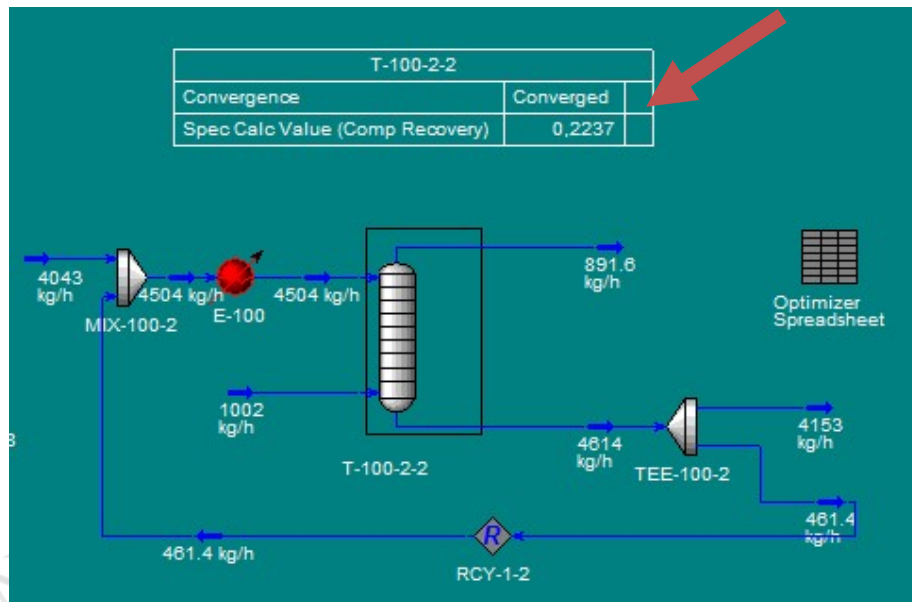 T-100-2-2
Convergence Converged
Spec Calc Value (Comp Recovery) 0,2237
4043
kg/h
4504 kg/h
4504 kg/h
891.6
kg/h
MIX-100-2
E-100
Optimizer
Spreadsheet
1002
kg/h
4614
kg/h
4153
kg/h
3
T-100-2-2
TEE-100-2
461.4
kg/h
461.4 kg/h
R
RCY-1-2